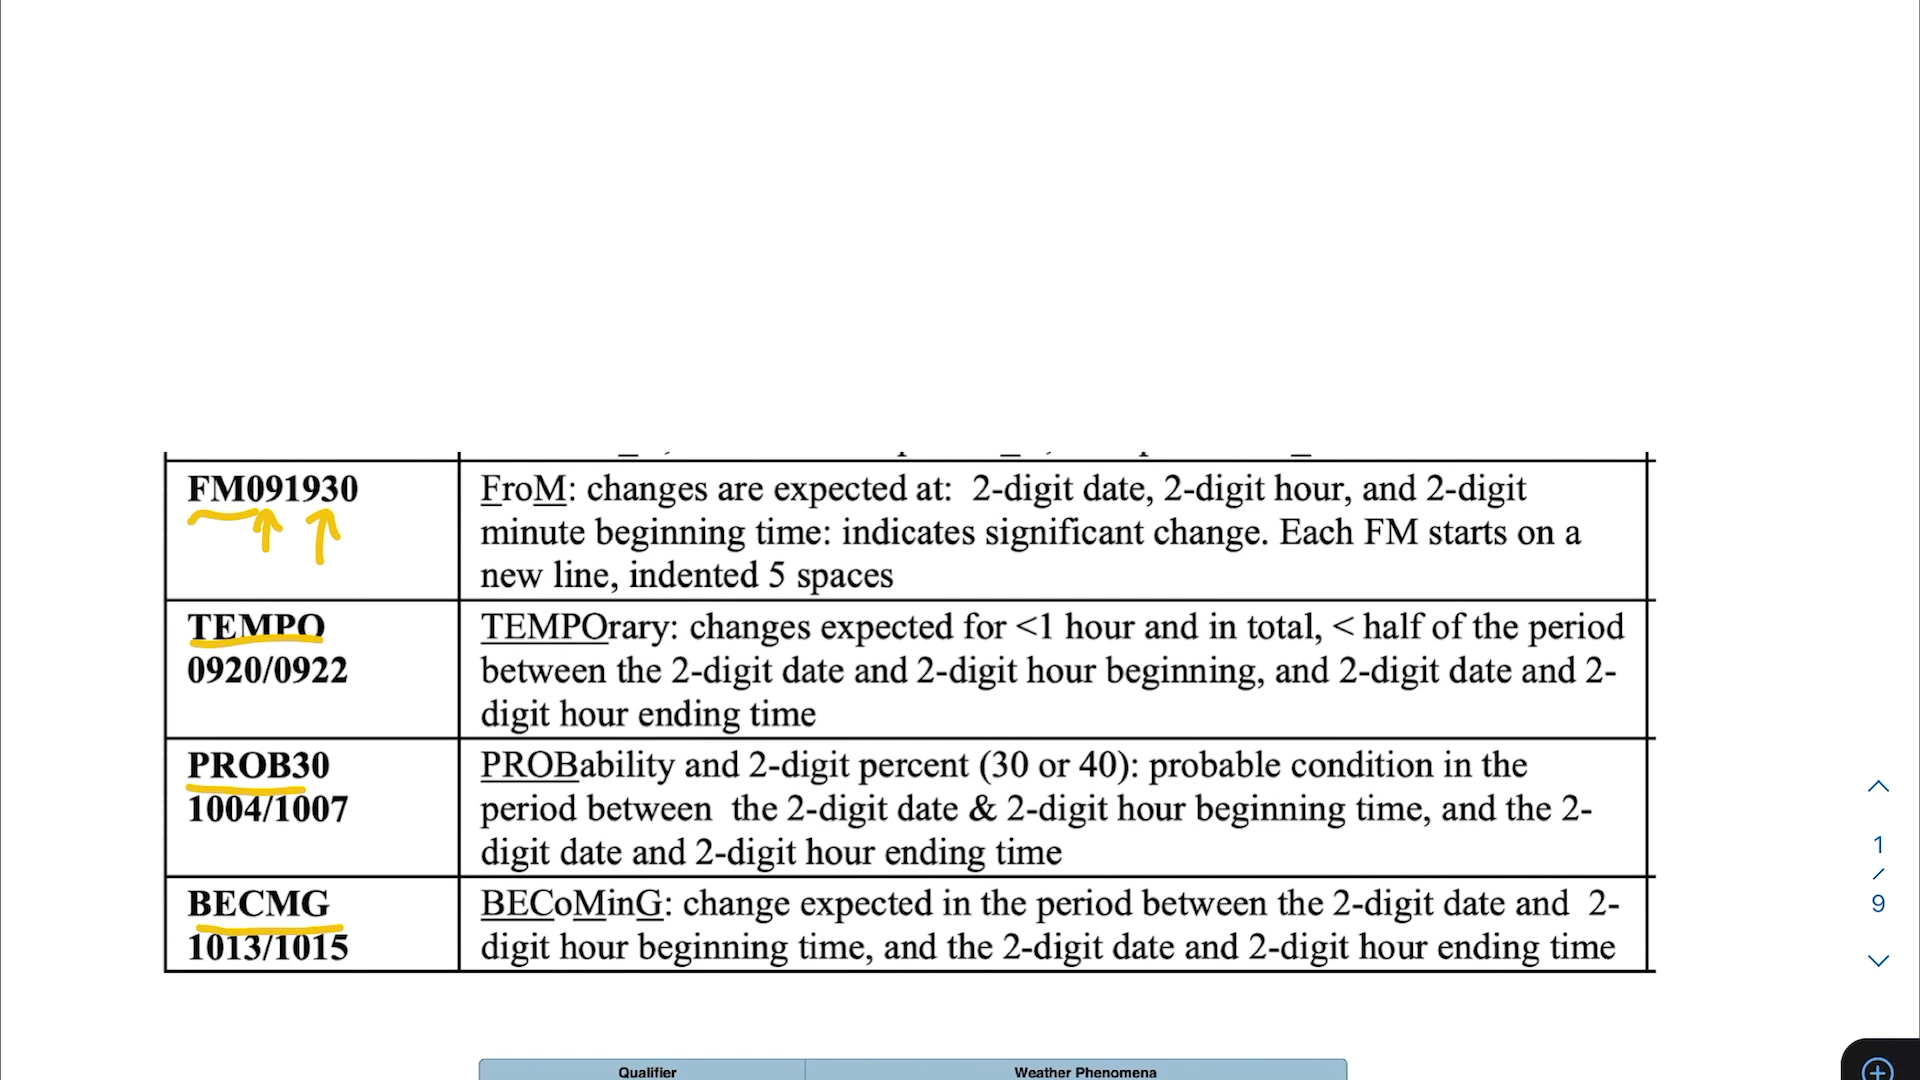 FM091930
FroM: changes are expected at: 2-digit date, 2-digit hour, and 2-digit
minute beginning time: indicates significant change. Each FM starts on a
new line, indented 5 spaces
TEMPO
0920/0922
TEMPOrary: changes expected for <1 hour and in total, < half of the period
between the 2-digit date and 2-digit hour beginning, and 2-digit date and 2-
digit hour ending time
PROB30
1004/1007
PROBability and 2-digit percent (30 or 40): probable condition in the
period between the 2-digit date & 2-digit hour beginning time, and the 2-
digit date and 2-digit hour ending time
BECMG
1013/1015
BECoMinG: change expected in the period between the 2-digit date and 2-
digit hour beginning time, and the 2-digit date and 2-digit hour ending time
1
/
9
Qualifier
Weather Phenomena